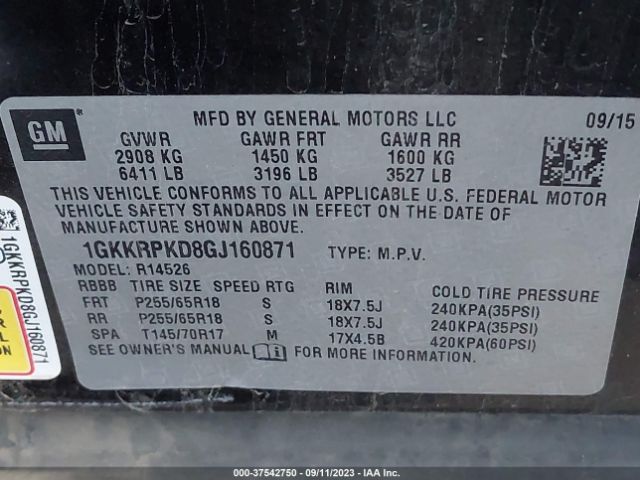 GM
MFD BY GENERAL MOTORS LLC 09/15
GVWR GAWR FRT GAWR RR
2908 KG 1450 KG 1600 KG
6411 LB 3196 LB 3527 LB
THIS VEHICLE CONFORMS TO ALL APPLICABLE U.S. FEDERAL MOTOR
VEHICLE SAFETY STANDARDS IN EFFECT ON THE DATE OF
MANUFACTURE SHOWN ABOVE.
1GKKRPKD8GJ160871 TYPE: M.P.V.
MODEL: R14526
RBBB TIRE SIZE SPEED RTG RIM COLD TIRE PRESSURE
FRT P255/65R18 S 18X7.5J 240KPA(35PSI)
RR P255/65R18 S 18X7.5J 240KPA(35PSI)
SPA T145/70R17 M 17X4.5B 420KPA(60PSI)
SEE OWNER'S MANUAL FOR MORE INFORMATION.
1GKKRPKD8GJ160871
000-37542750 - 09/11/2023 - IAA Inc.